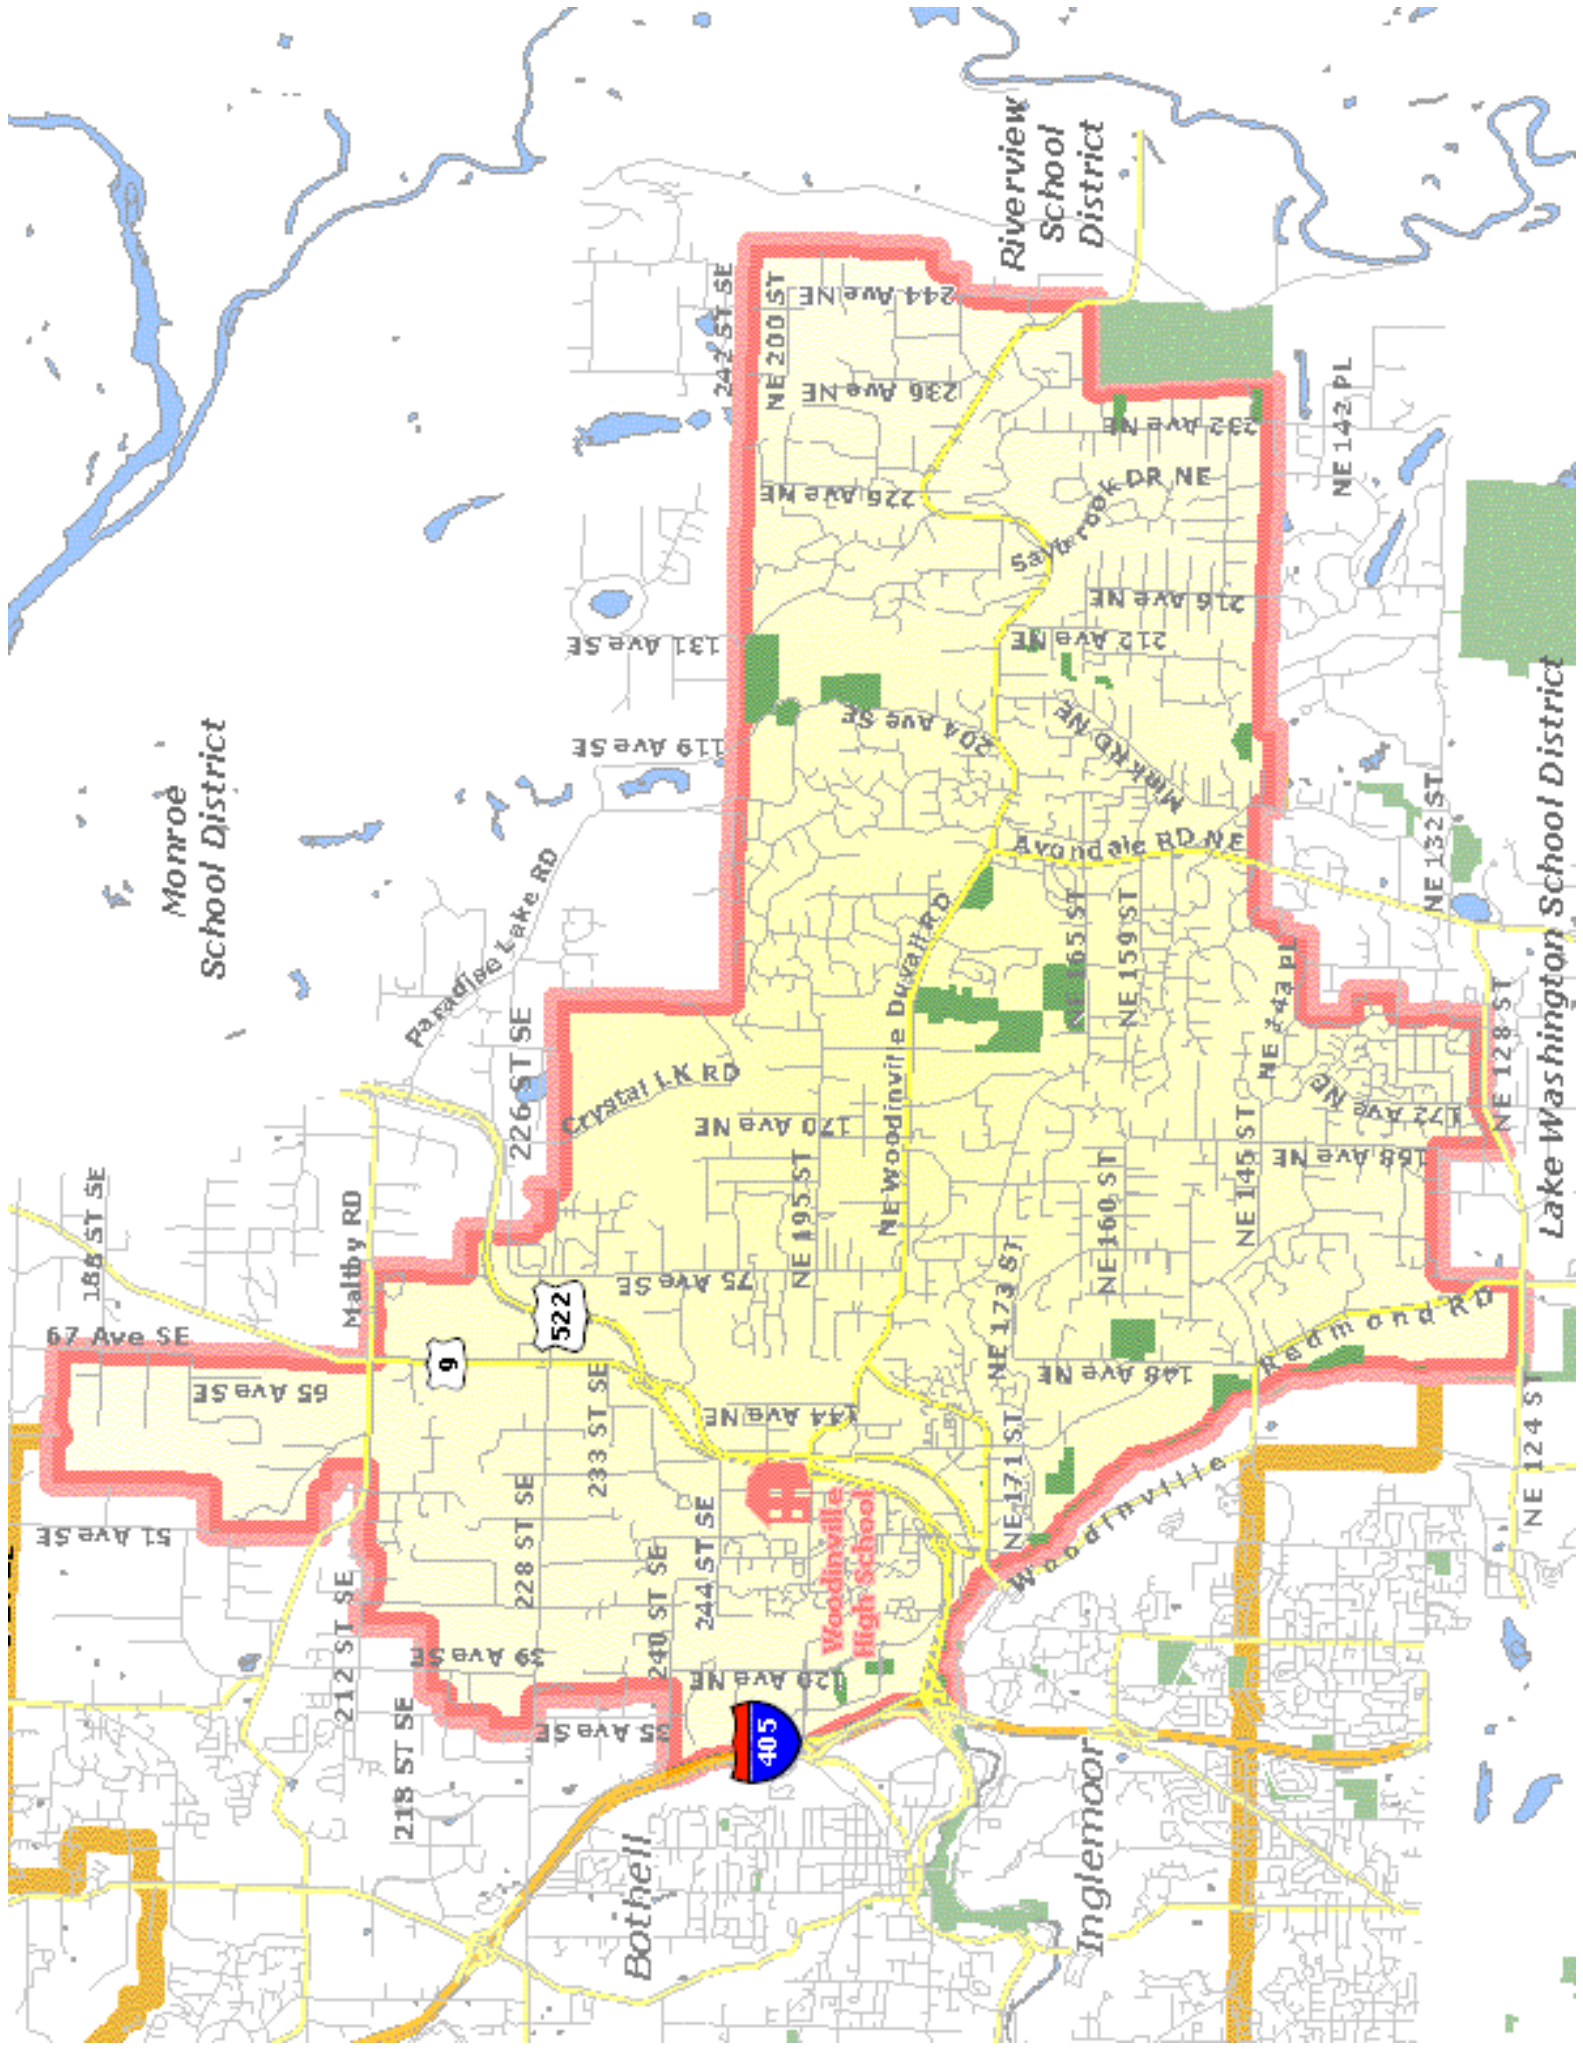 Monroe
School District
Riverview
School
District
Lake Washington School District
Bothell
Inglemoor
Woodinville
High School
405
522
9
188 ST SE
67 Ave SE
65 Ave SE
51 Ave SE
Maltby RD
212 ST SE
218 ST SE
39 Ave SE
35 Ave SE
228 ST SE
233 ST SE
240 ST SE
244 ST SE
129 Ave NE
144 Ave NE
75 Ave SE
226 ST SE
Paradise Lake RD
Crystal LK RD
170 Ave NE
NE 195 ST
NE Woodinville Duvall RD
119 Ave SE
131 Ave SE
242 ST SE
NE 200 ST
244 Ave NE
236 Ave NE
226 Ave NE
232 Ave NE
Saybrook DR NE
216 Ave NE
212 Ave NE
204 Ave SE
Mink RD NE
Avondale RD NE
NE 165 ST
NE 159 ST
NE 142 PL
NE 132 ST
NE 128 ST
NE 143 PL
172 Ave NE
NE
168 Ave NE
NE 145 ST
NE 160 ST
NE 173 ST
NE 171 ST
148 Ave NE
Woodinville Redmond RD
NE 124 ST